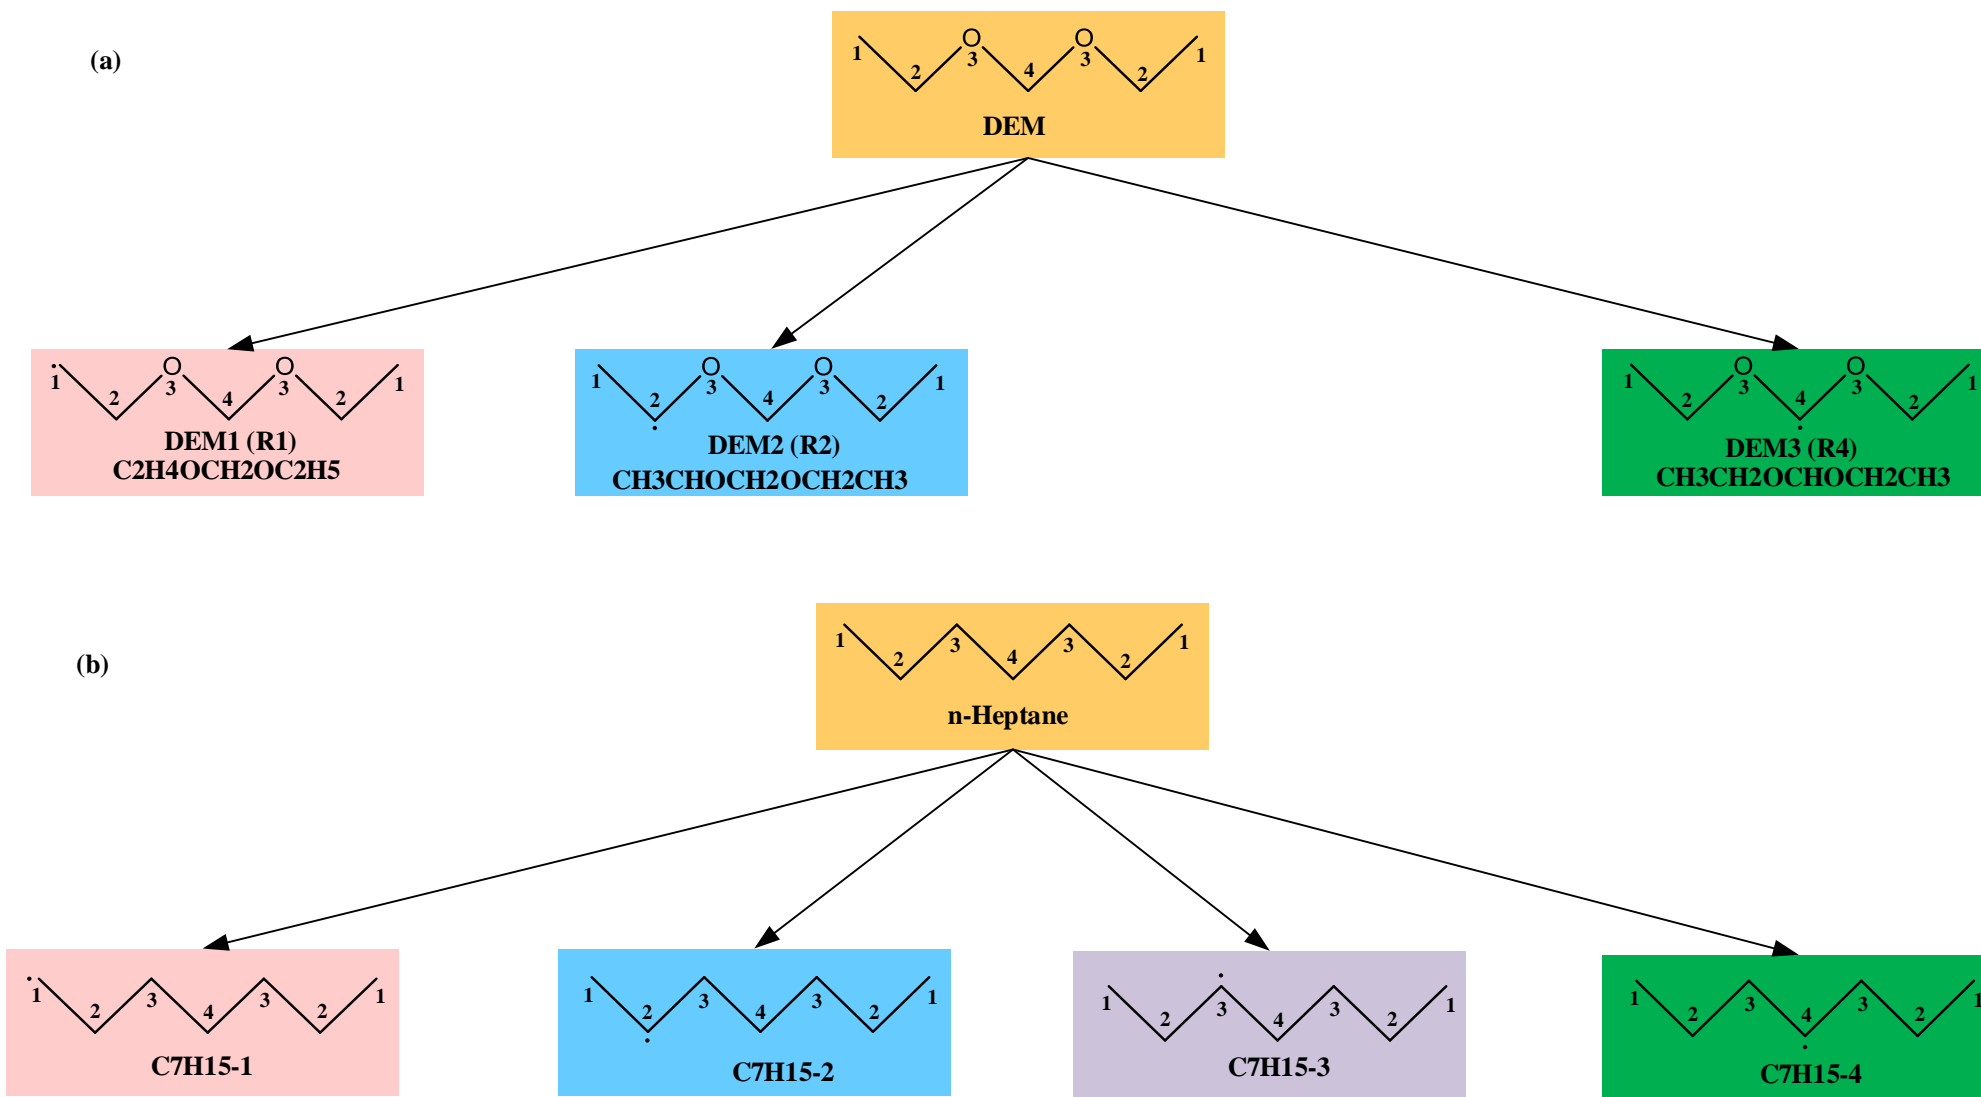 (a)
O O
1 2 3 4 3 2 1
DEM
O O
1 2 3 4 3 2 1
DEM1 (R1)
C2H4OCH2OC2H5
O O
1 2 3 4 3 2 1
DEM2 (R2)
CH3CHOCH2OCH2CH3
O O
1 2 3 4 3 2 1
DEM3 (R4)
CH3CH2OCHOCH2CH3
(b)
1 2 3 4 3 2 1
n-Heptane
1 2 3 4 3 2 1
C7H15-1
1 2 3 4 3 2 1
C7H15-2
1 2 3 4 3 2 1
C7H15-3
1 2 3 4 3 2 1
C7H15-4